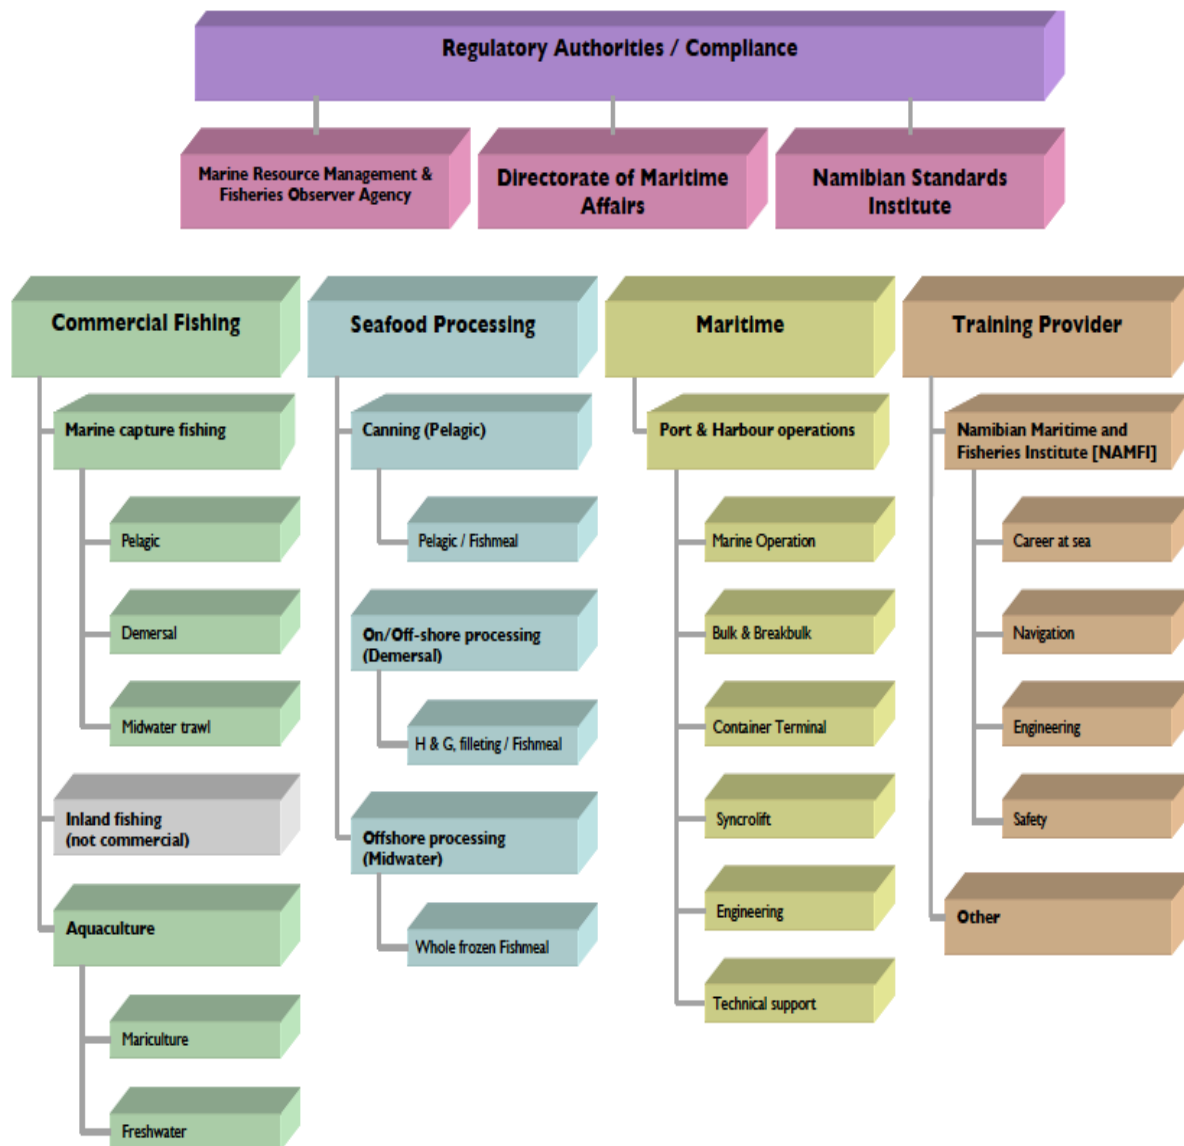 Regulatory Authorities / Compliance
Marine Resource Management &
Fisheries Observer Agency
Directorate of Maritime
Affairs
Namibian Standards
Institute
Commercial Fishing
Marine capture fishing
Pelagic
Demersal
Midwater trawl
Inland fishing
(not commercial)
Aquaculture
Mariculture
Freshwater
Seafood Processing
Canning (Pelagic)
Pelagic / Fishmeal
On/Off-shore processing
(Demersal)
H & G, filleting / Fishmeal
Offshore processing
(Midwater)
Whole frozen Fishmeal
Maritime
Port & Harbour operations
Marine Operation
Bulk & Breakbulk
Container Terminal
Syncrolift
Engineering
Technical support
Training Provider
Namibian Maritime and
Fisheries Institute [NAMFI]
Career at sea
Navigation
Engineering
Safety
Other